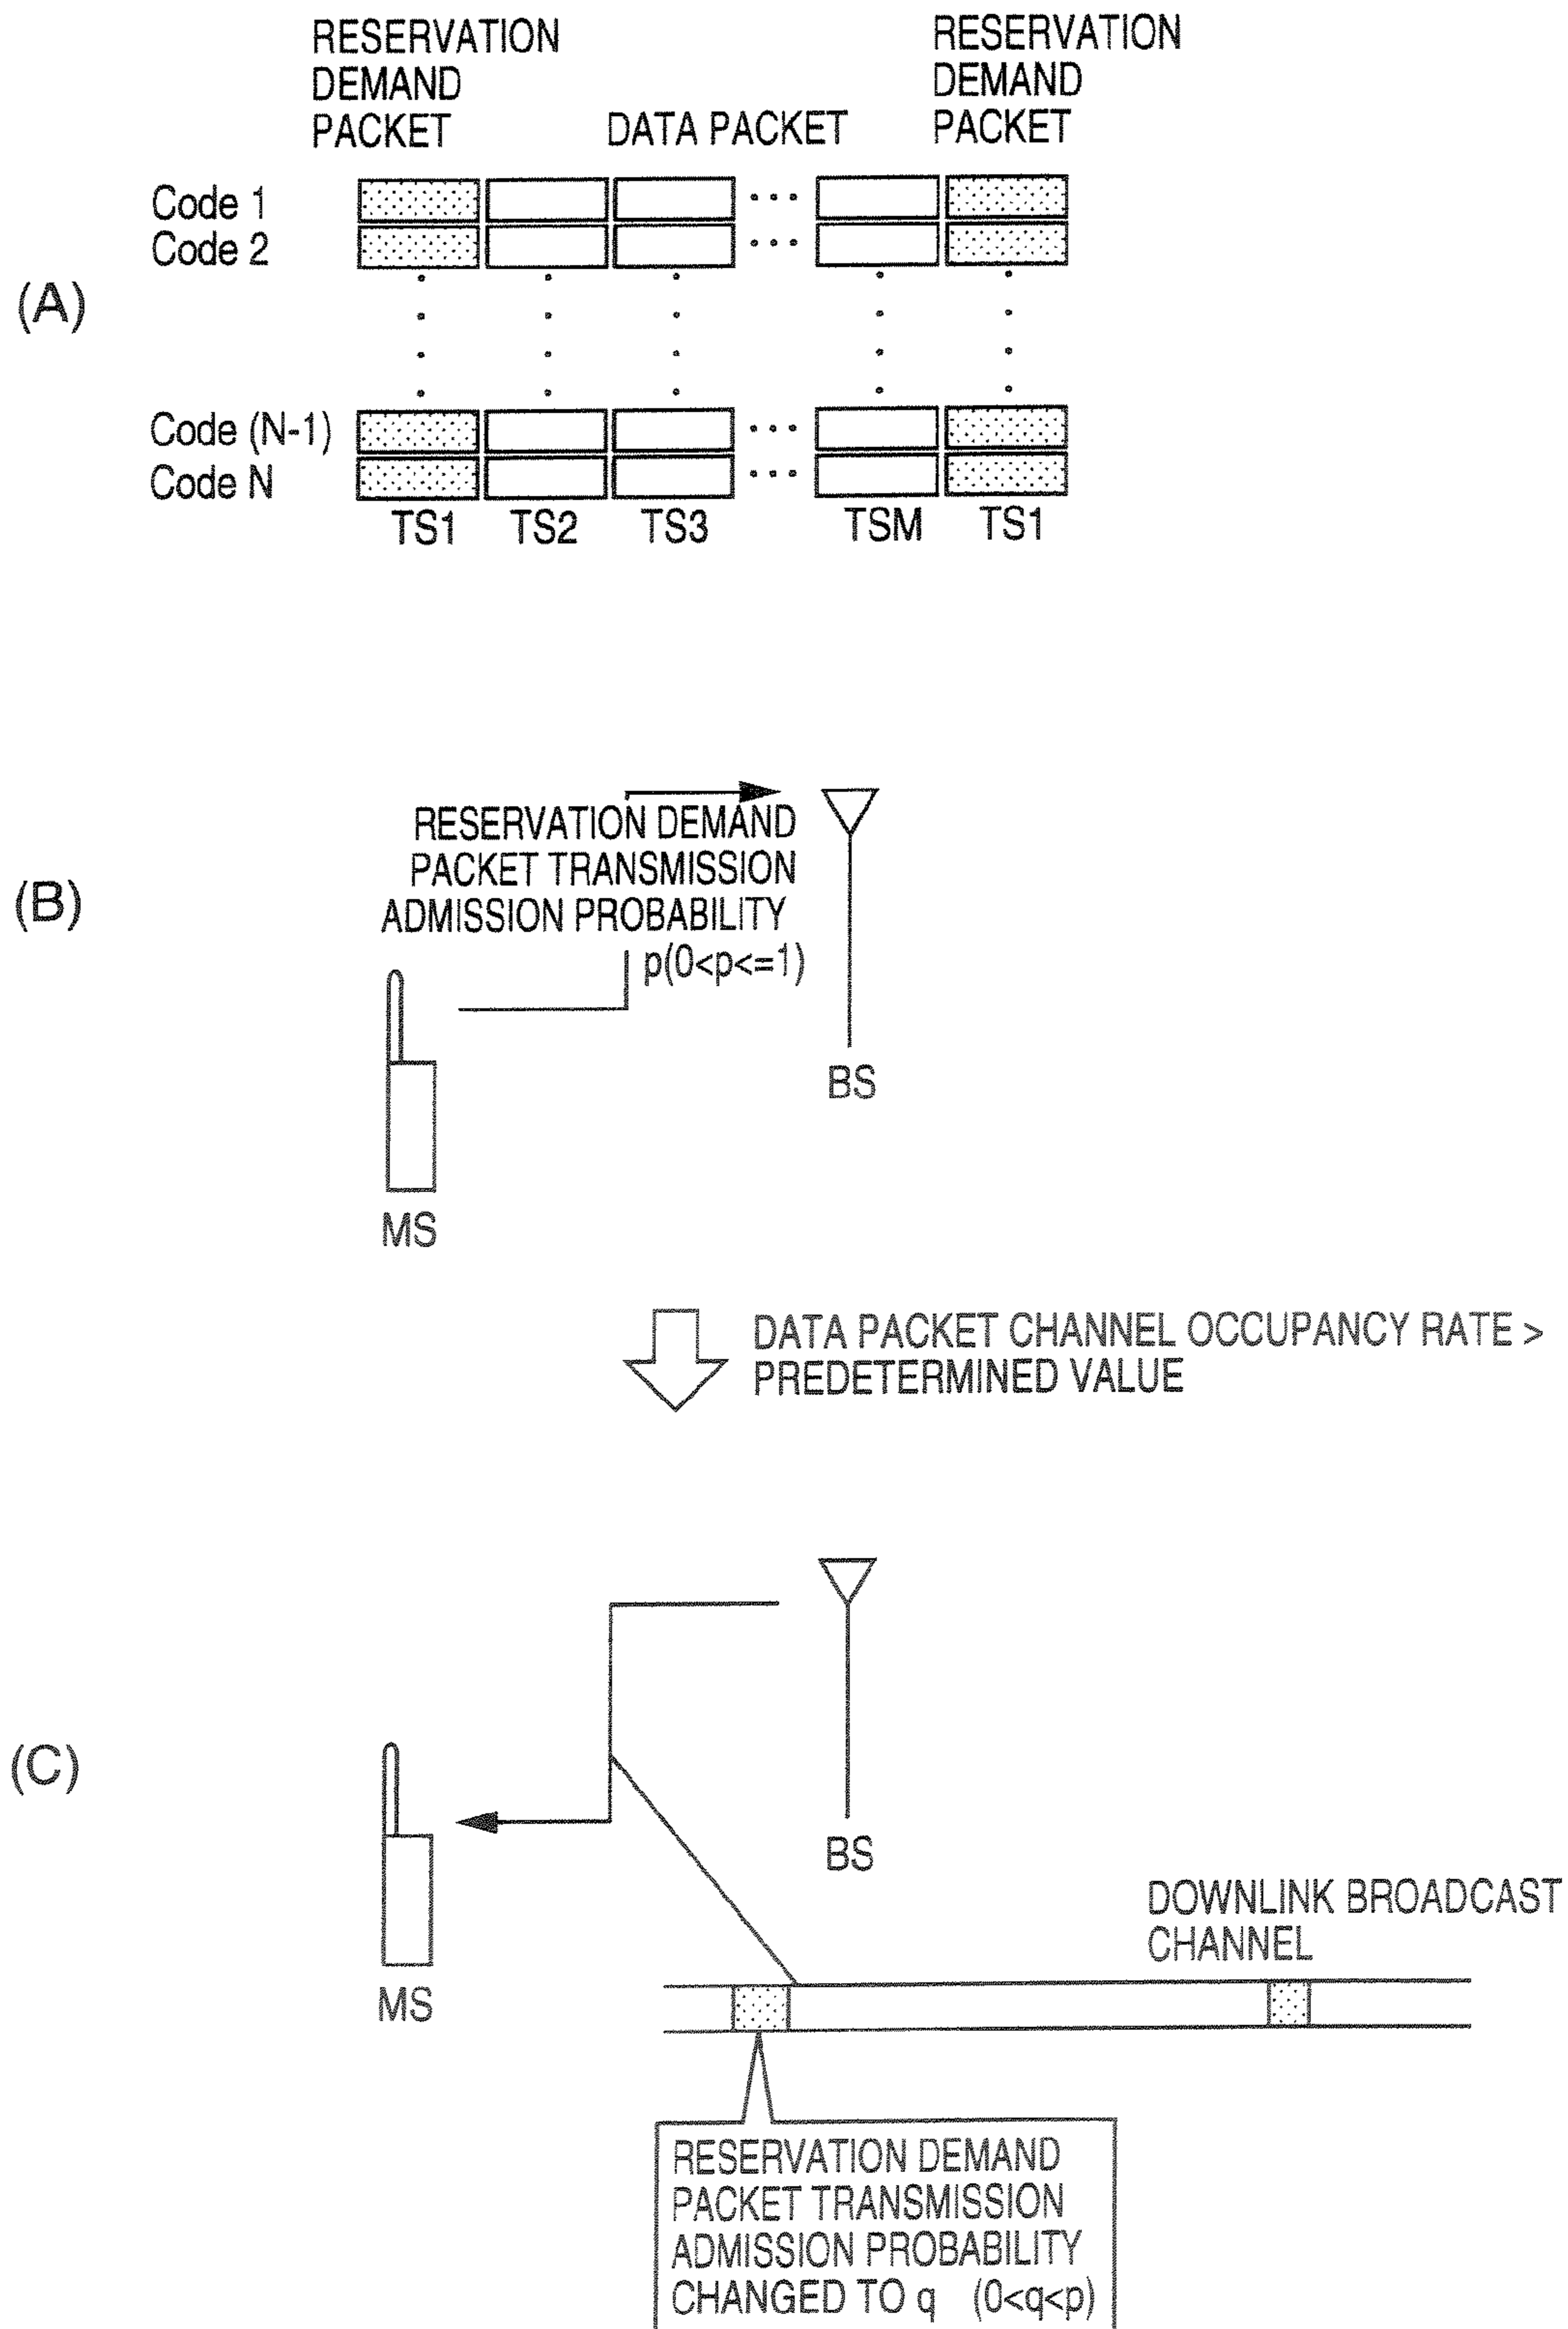 RESERVATION
DEMAND
PACKET
DATA PACKET
RESERVATION
DEMAND
PACKET
(A)
Code 1
Code 2
Code (N-1)
Code N
TS1
TS2
TS3
TSM
TS1
(B)
RESERVATION DEMAND
PACKET TRANSMISSION
ADMISSION PROBABILITY
p(0<p<=1)
BS
MS
DATA PACKET CHANNEL OCCUPANCY RATE >
PREDETERMINED VALUE
(C)
BS
MS
DOWNLINK BROADCAST
CHANNEL
RESERVATION DEMAND
PACKET TRANSMISSION
ADMISSION PROBABILITY
CHANGED TO q (0<q<p)